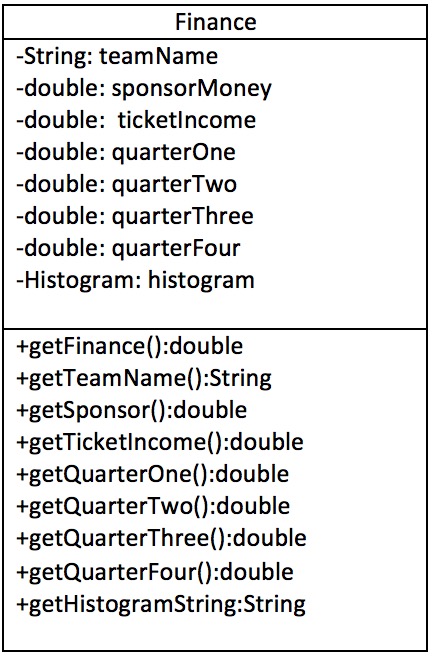 Finance
-String: teamName
-double: sponsorMoney
-double:  ticketIncome
-double: quarterOne
-double: quarterTwo
-double: quarterThree
-double: quarterFour
-Histogram: histogram
+getFinance():double
+getTeamName():String
+getSponsor():double
+getTicketIncome():double
+getQuarterOne():double
+getQuarterTwo():double
+getQuarterThree():double
+getQuarterFour():double
+getHistogramString:String